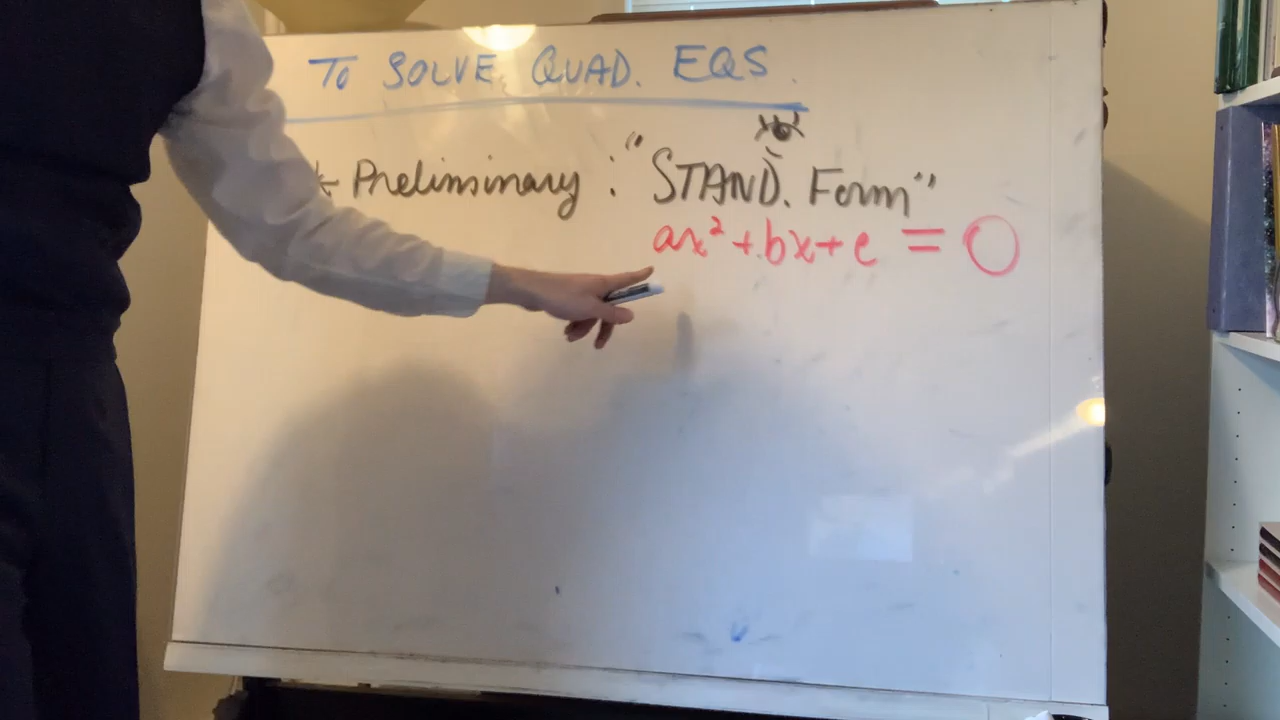 To SOLVE QUAD. EQS.
* Preliminary : "STAND. Form"
ax² + bx + c = 0